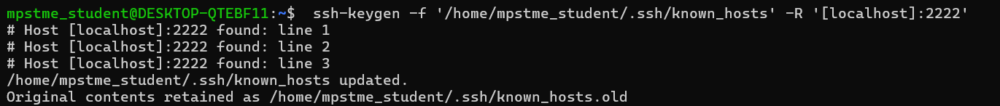 mpstme_student@DESKTOP-QTEBF11:~$  ssh-keygen -f '/home/mpstme_student/.ssh/known_hosts' -R '[localhost]:2222'
# Host [localhost]:2222 found: line 1
# Host [localhost]:2222 found: line 2
# Host [localhost]:2222 found: line 3
/home/mpstme_student/.ssh/known_hosts updated.
Original contents retained as /home/mpstme_student/.ssh/known_hosts.old